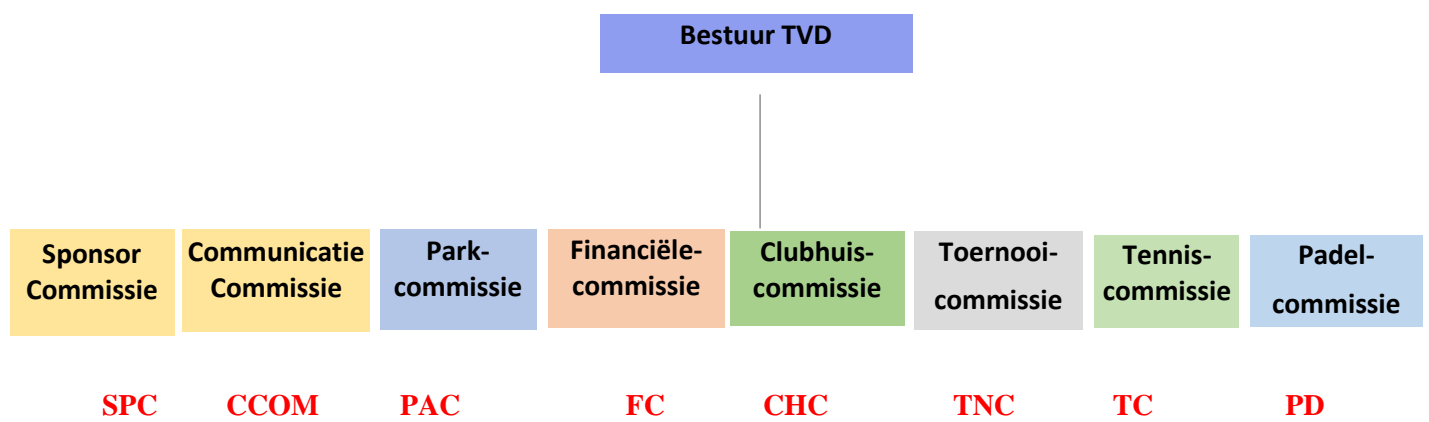 Bestuur TVD
Sponsor
Commissie
Communicatie
Commissie
Park-
commissie
Financiële-
commissie
Clubhuis-
commissie
Toernooi-
commissie
Tennis-
commissie
Padel-
commissie
SPC CCOM PAC FC CHC TNC TC PD